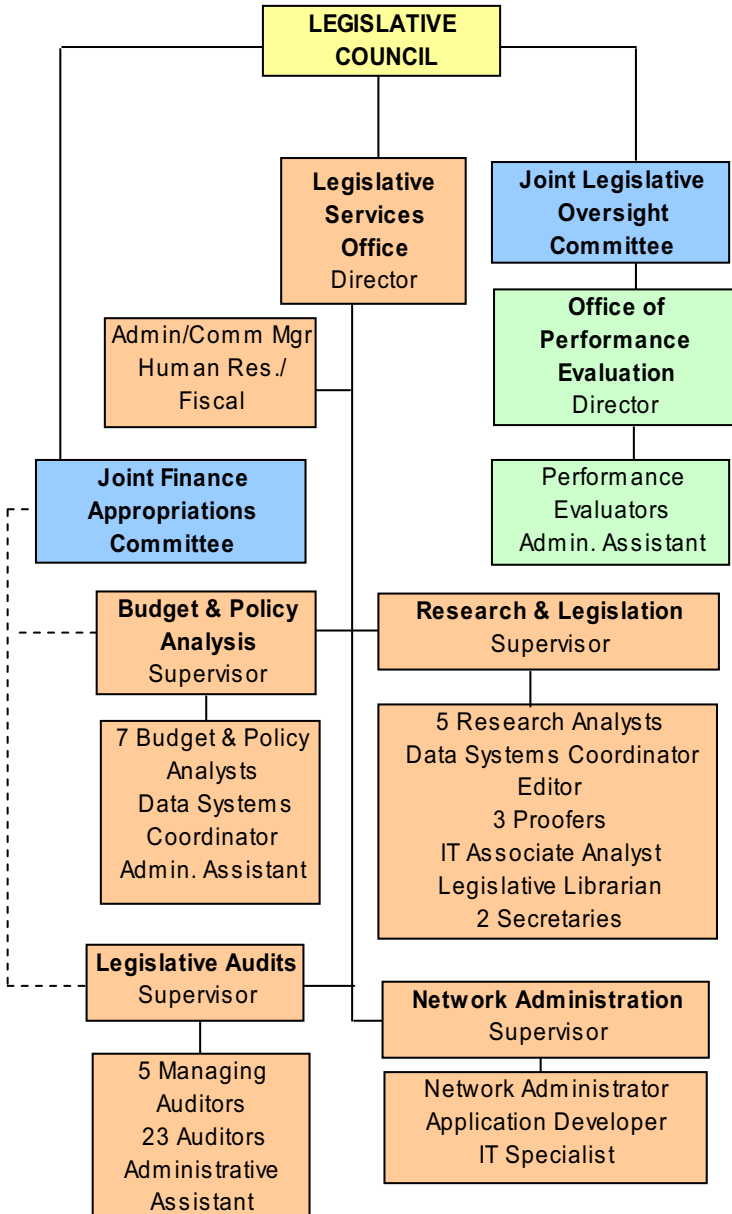 LEGISLATIVE
COUNCIL
Legislative
Services
Office
Director
Joint Legislative
Oversight
Committee
Office of
Performance
Evaluation
Director
Admin/Comm Mgr
Human Res./
Fiscal
Performance
Evaluators
Admin. Assistant
Joint Finance
Appropriations
Committee
Budget & Policy
Analysis
Supervisor
Research & Legislation
Supervisor
7 Budget & Policy
Analysts
Data Systems
Coordinator
Admin. Assistant
5 Research Analysts
Data Systems Coordinator
Editor
3 Proofers
IT Associate Analyst
Legislative Librarian
2 Secretaries
Legislative Audits
Supervisor
Network Administration
Supervisor
5 Managing
Auditors
23 Auditors
Administrative
Assistant
Network Administrator
Application Developer
IT Specialist